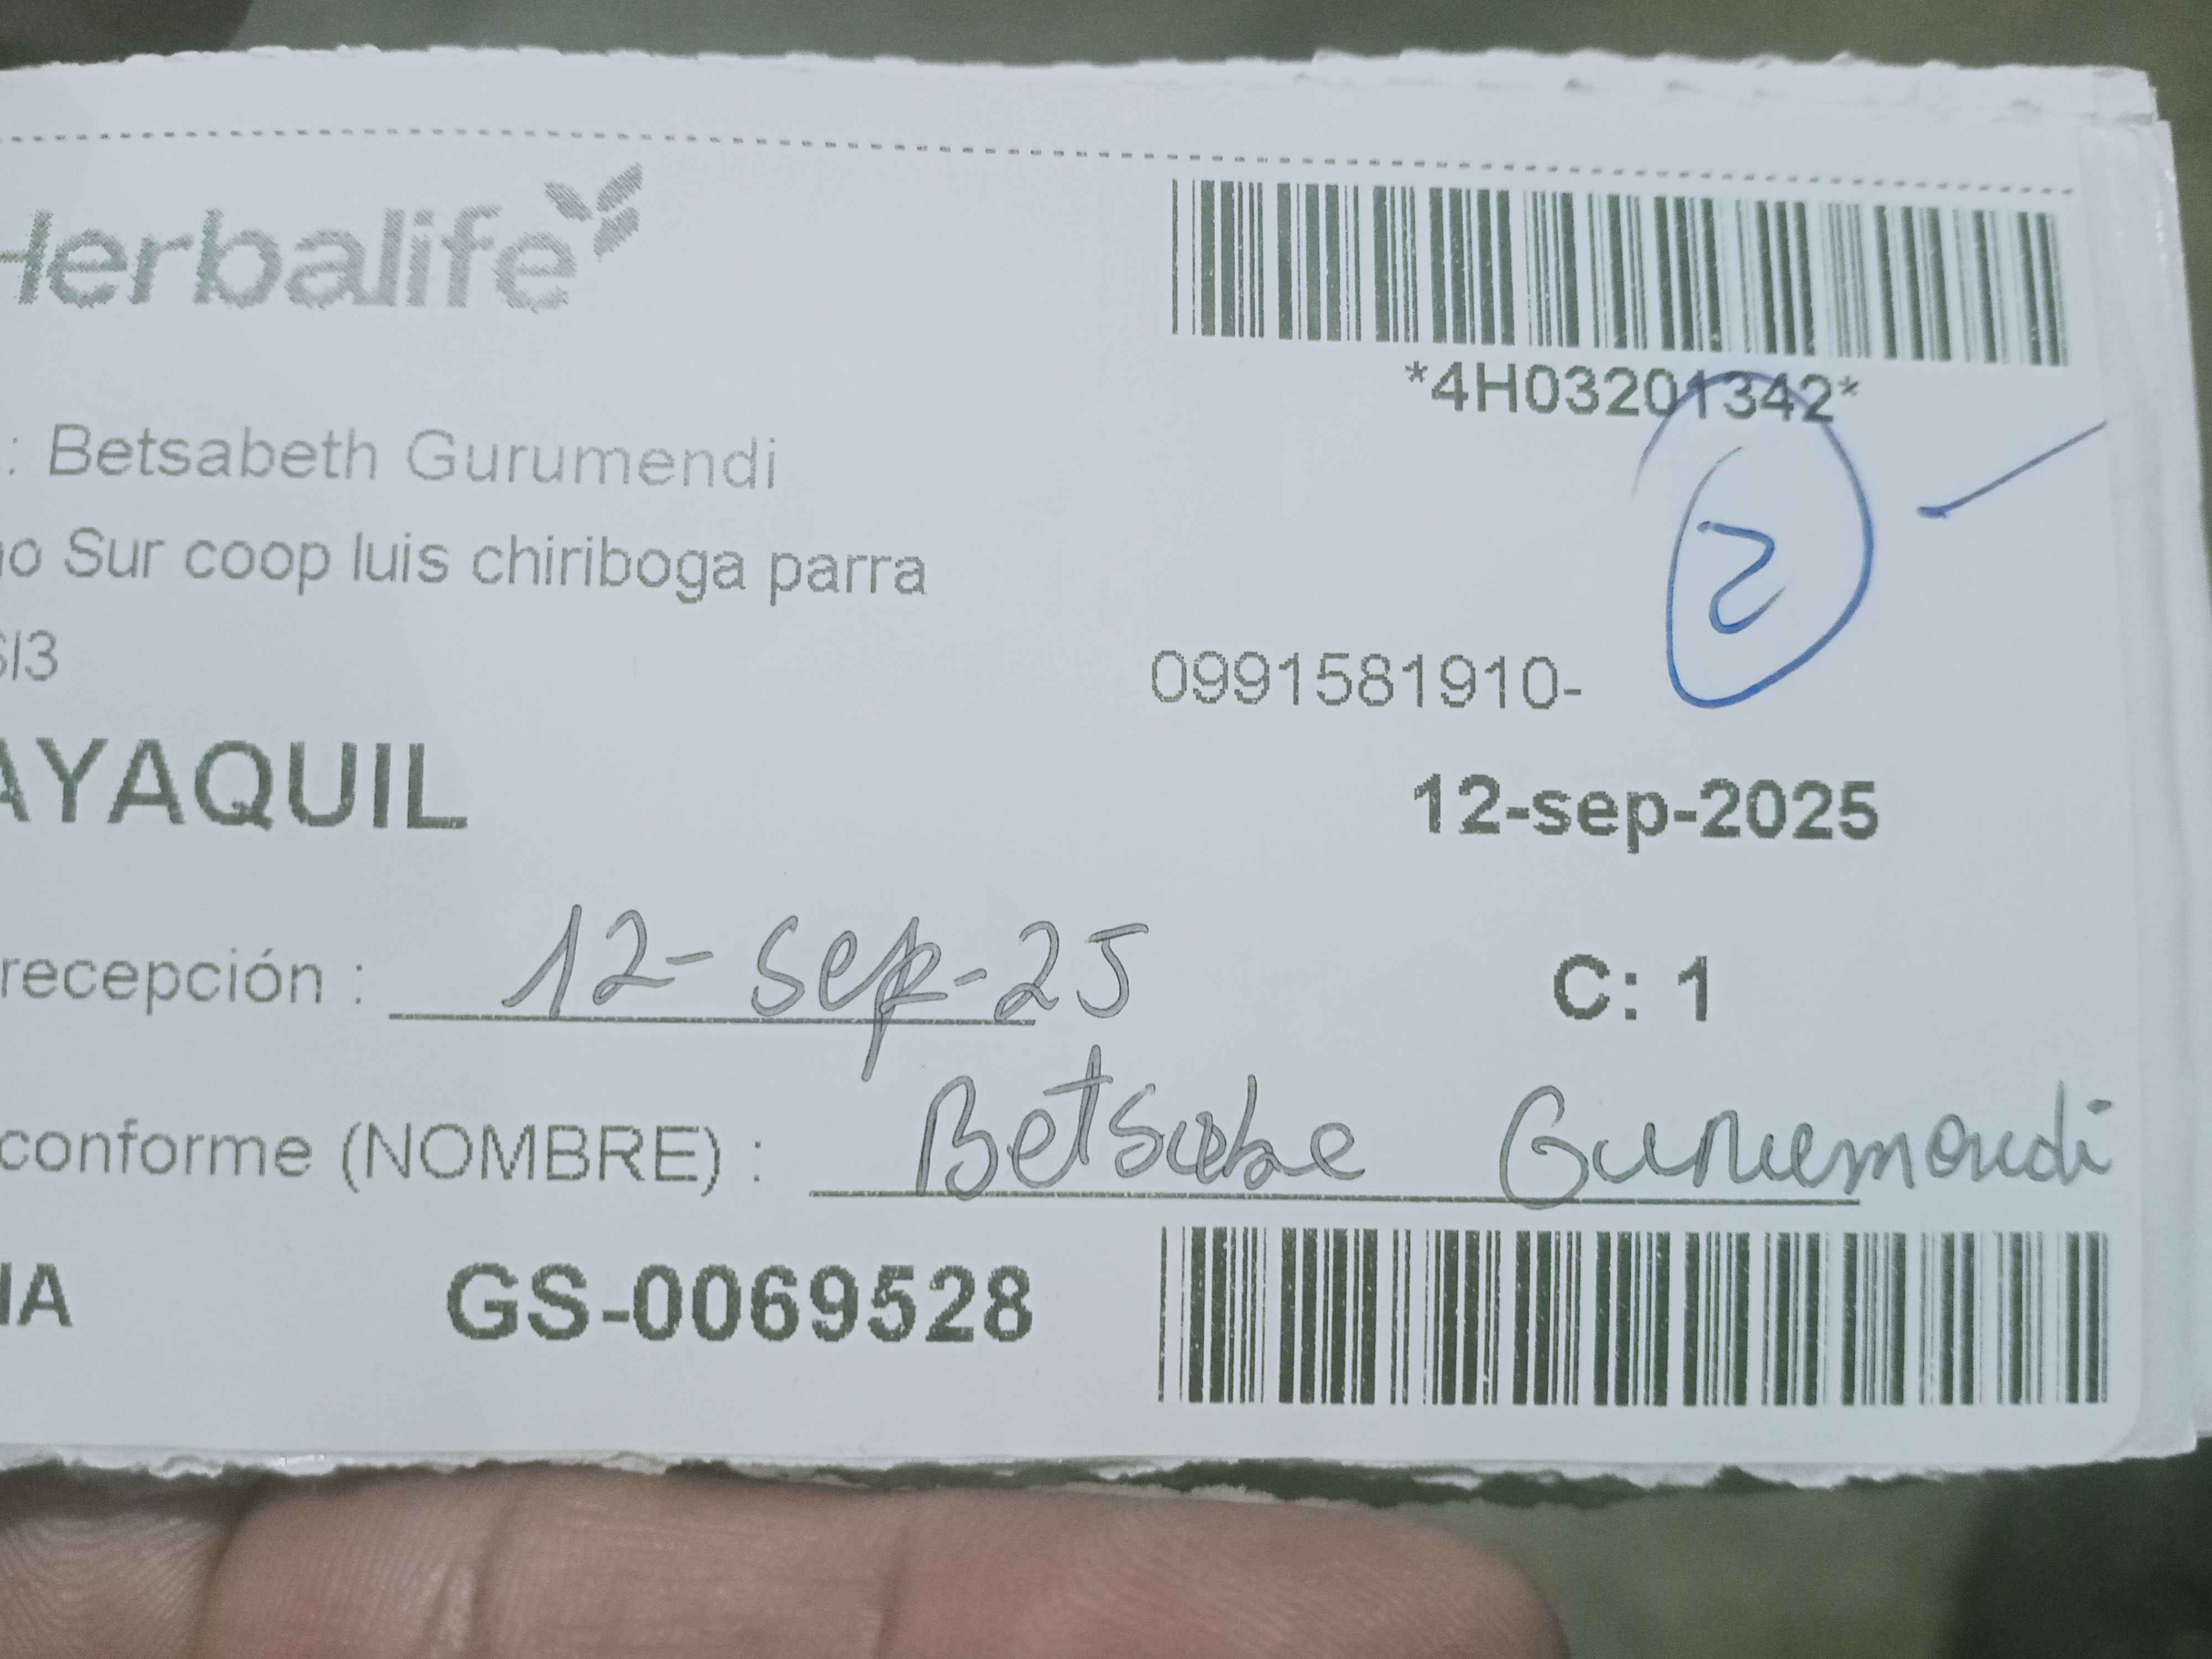 Herbalife
*4H03201342*
2
: Betsabeth Gurumendi
Sur coop luis chiriboga parra
0991581910-
AYAQUIL
12-sep-2025
recepción : 12-sep-25
C: 1
conforme (NOMBRE) : Betsabe Gurumendi
IA GS-0069528